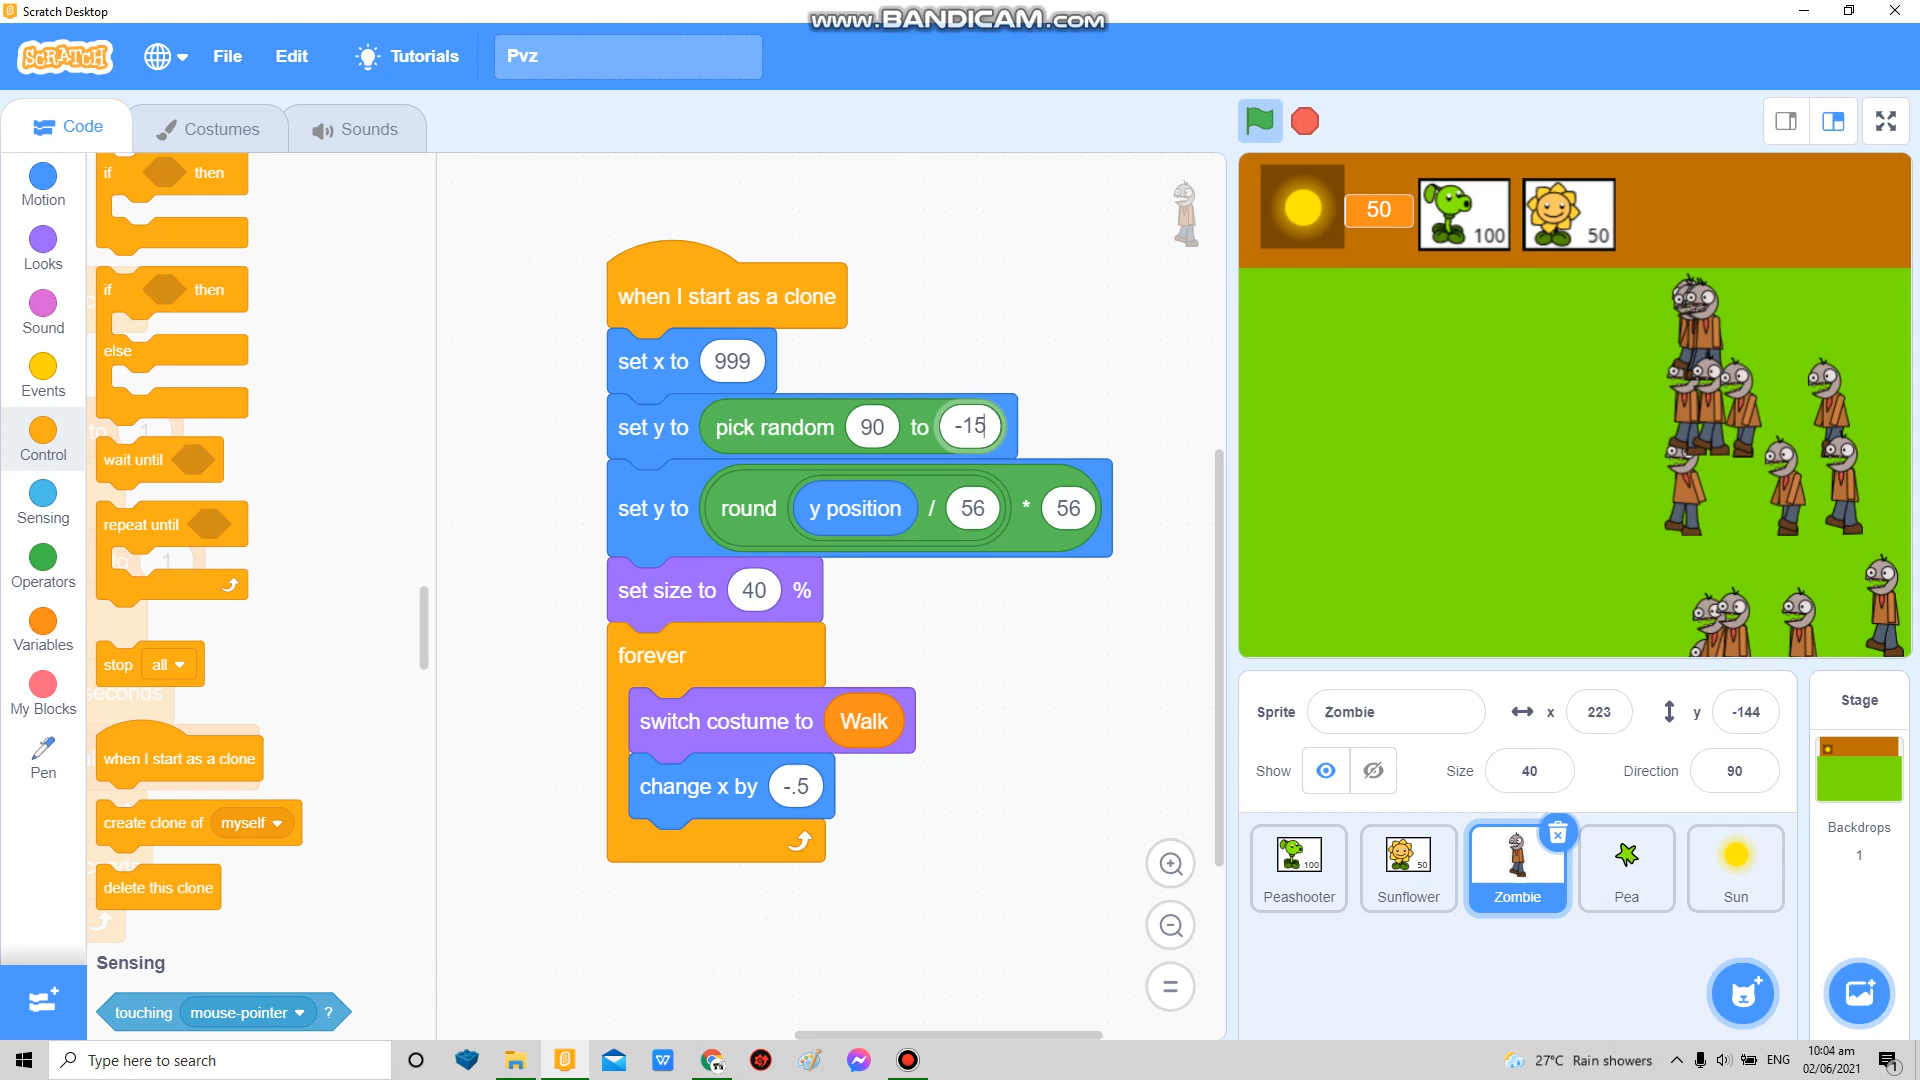 Scratch Desktop
www.BANDICAM.com
SCRATCH
File
Edit
Tutorials
Pvz
Code
Costumes
Sounds
Motion
Looks
Sound
Events
Control
Sensing
Operators
Variables
My Blocks
Pen
if then
if then
else
wait until
repeat until
stop all
when I start as a clone
create clone of myself
delete this clone
Sensing
touching mouse-pointer ?
when I start as a clone
set x to 999
set y to pick random 90 to -15
set y to round y position / 56 * 56
set size to 40 %
forever
switch costume to Walk
change x by -.5
50
100
50
Sprite Zombie x 223 y -144
Show Size 40 Direction 90
100
50
Peashooter
Sunflower
Zombie
Pea
Sun
Stage
Backdrops
1
Type here to search
27°C Rain showers
ENG
10:04 am
02/06/2021